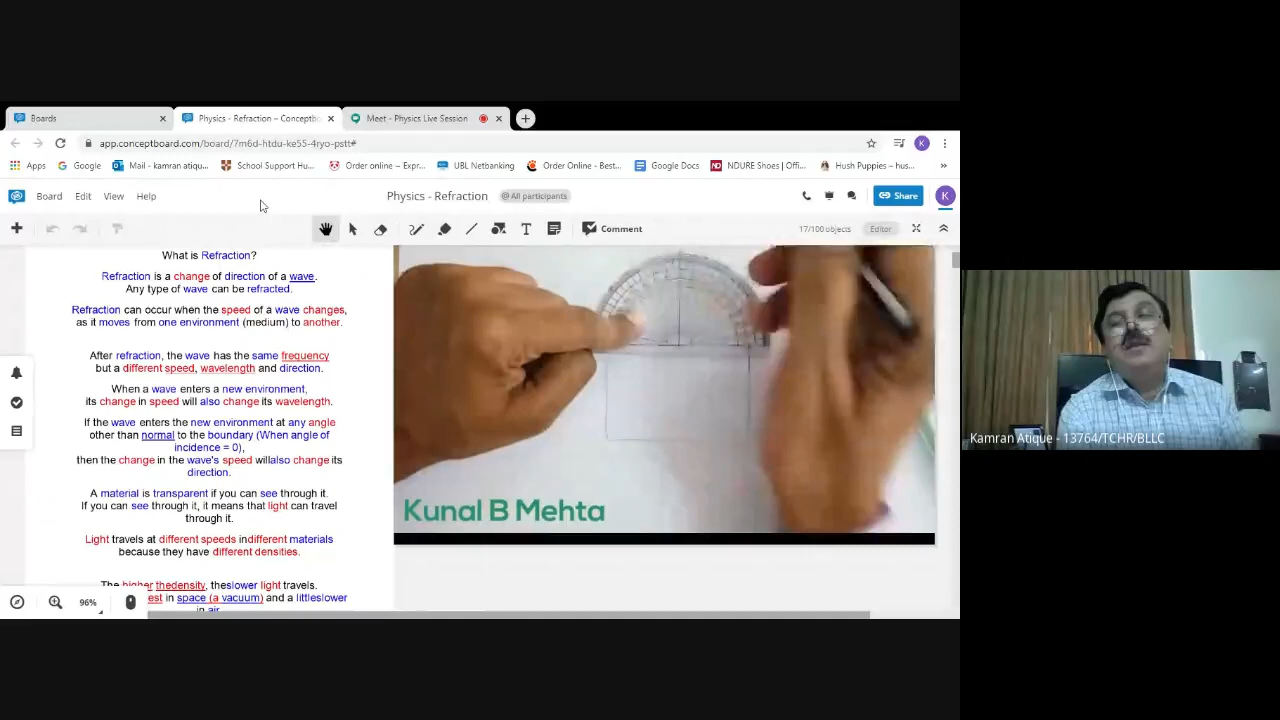 Boards
Physics - Refraction – Conceptbo
Meet - Physics Live Session
app.conceptboard.com/board/7m6d-htdu-ke55-4ryo-pstt#
Apps
Google
Mail - kamran atiqu...
School Support Hu...
Order online – Expr...
UBL Netbanking
Order Online - Best...
Google Docs
NDURE Shoes | Offi...
Hush Puppies – hus...
»
Board
Edit
View
Help
Physics - Refraction
@ All participants
Share
K
Comment
17/100 objects
Editor
What is Refraction?
Refraction is a change of direction of a wave.
Any type of wave can be refracted.
Refraction can occur when the speed of a wave changes,
as it moves from one environment (medium) to another.
After refraction, the wave has the same frequency
but a different speed, wavelength and direction.
When a wave enters a new environment,
its change in speed will also change its wavelength.
If the wave enters the new environment at any angle
other than normal to the boundary (When angle of
incidence = 0),
then the change in the wave's speed willalso change its
direction.
A material is transparent if you can see through it.
If you can see through it, it means that light can travel
through it.
Light travels at different speeds indifferent materials
because they have different densities.
The higher thedensity, theslower light travels.
est in space (a vacuum) and a littleslower
in air
96%
Kunal B Mehta
Kamran Atique - 13764/TCHR/BLLC